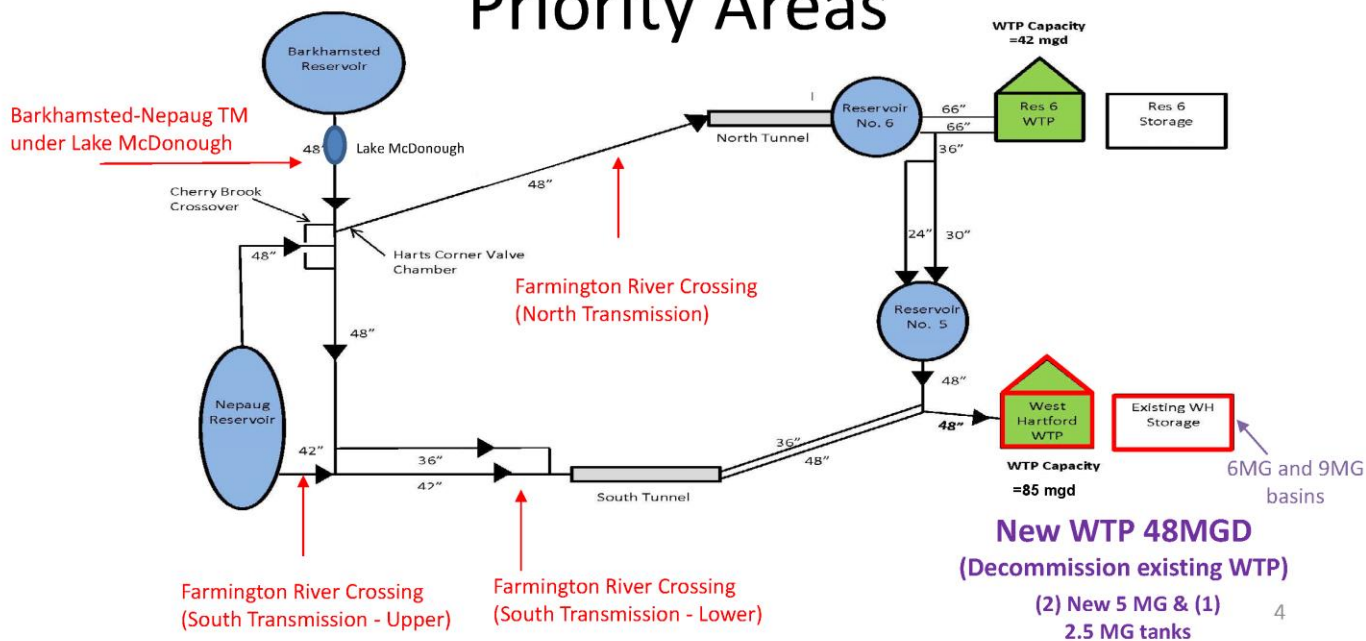 Priority Areas
WTP Capacity
=42 mgd
Barkhamsted
Reservoir
Barkhamsted-Nepaug TM
under Lake McDonough
48"
Lake McDonough
North Tunnel
Reservoir
No. 6
66"
66"
36"
Res 6
WTP
Res 6
Storage
Cherry Brook
Crossover
48"
48"
Harts Corner Valve
Chamber
24"
30"
Farmington River Crossing
(North Transmission)
Reservoir
No. 5
48"
48"
Nepaug
Reservoir
48"
West
Hartford
WTP
Existing WH
Storage
42"
36"
42"
36"
48"
South Tunnel
WTP Capacity
=85 mgd
6MG and 9MG
basins
New WTP 48MGD
(Decommission existing WTP)
(2) New 5 MG & (1)
2.5 MG tanks
Farmington River Crossing
(South Transmission - Upper)
Farmington River Crossing
(South Transmission - Lower)
4